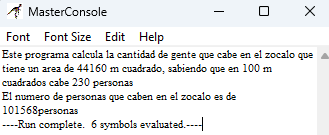 MasterConsole
Font Font Size Edit Help
Este programa calcula la cantidad de gente que cabe en el zocalo que
tiene un area de 44160 m cuadrado, sabiendo que en 100 m
cuadrados cabe 230 personas
El numero de personas que caben en el zocalo es de
101568personas
----Run complete.  6 symbols evaluated.----